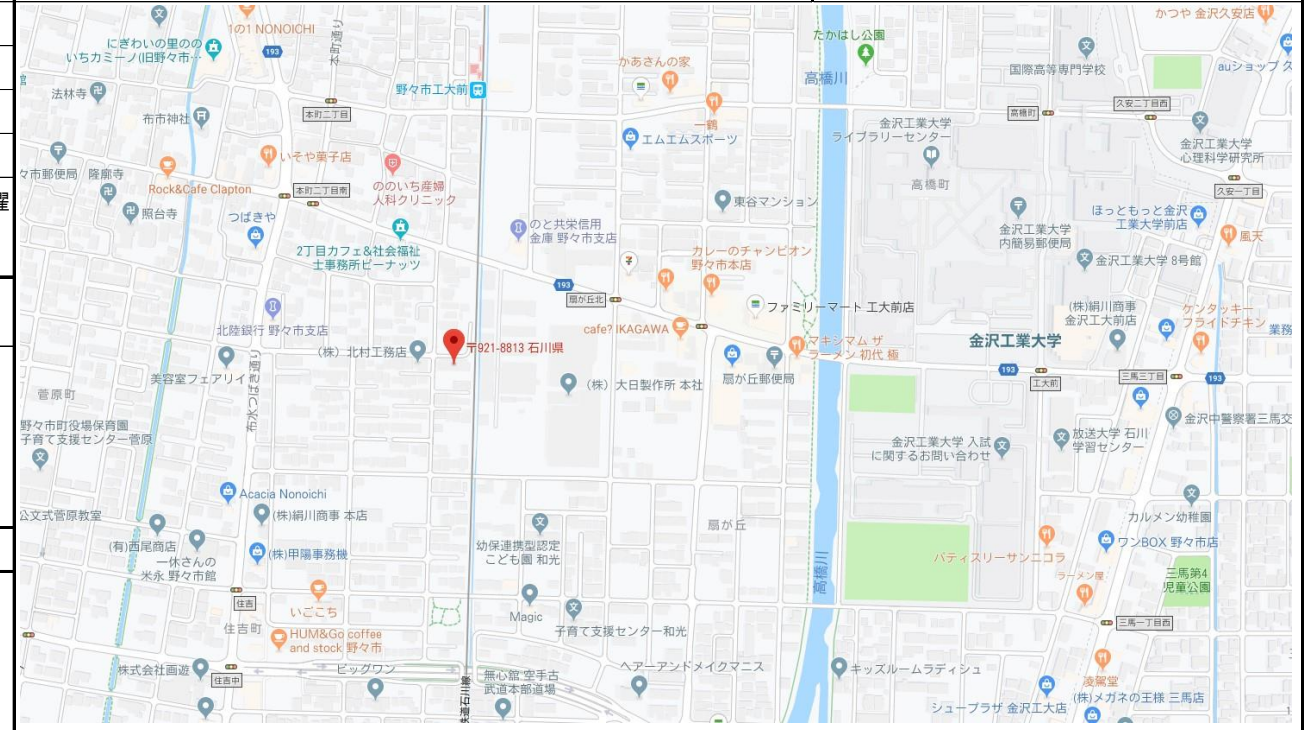 1の1 NONOICHI
本町通り
かつや 金沢久安店
にぎわいの里のの
いちカミーノ(旧野々市…
193
たかはし公園
かあさんの家
高橋川
国際高等専門学校
auショップ 久
法林寺
野々市工大前
本町二丁目
久安二丁目西
高橋町
布市神社
一鶴
エムエムスポーツ
金沢工業大学
ライブラリーセンター
金沢工業大学
心理科学研究所
いそや菓子店
々市郵便局
隆廓寺
Rock&Cafe Clapton
本町二丁目南
ののいち産婦
人科クリニック
高橋町
久安一丁目
曜
照台寺
つばきや
東谷マンション
ほっともっと金沢
工業大学前店
のと共栄信用
金庫 野々市支店
金沢工業大学
内簡易郵便局
風天
2丁目カフェ&社会福祉
士事務所ピーナッツ
カレーのチャンピオン
野々市本店
金沢工業大学 8号館
193
扇が丘北
ファミリーマート 工大前店
(株)絹川商事
金沢工大前店
ケンタッキー
フライドチキン
北陸銀行 野々市支店
cafe? IKAGAWA
業務
金沢工業大学
マキシマム ザ
ラーメン 初代 極
〒921-8813 石川県
(株) 北村工務店
美容室フェアリイ
布水つばき通り
(株) 大日製作所 本社
扇が丘郵便局
193
工大前
三馬三丁目
193
菅原町
野々市町役場保育園
子育て支援センター菅原
金沢中警察署三馬交
放送大学 石川
学習センター
金沢工業大学 入試
に関するお問い合わせ
Acacia Nonoichi
公文式菅原教室
(株)絹川商事 本店
扇が丘
カルメン幼稚園
(有)西尾商店
一休さんの
米永 野々市館
(株)甲陽事務機
幼保連携型認定
こども園 和光
ワンBOX 野々市店
高橋川
パティスリーサンニコラ
ラーメン屋
三馬第4
児童公園
住吉
いごこち
Magic
子育て支援センター和光
三馬一丁目西
住吉町
HUM&Go coffee
and stock 野々市
株式会社画遊
住吉中
ビッグワン
無心館 空手古
武道本部道場
ヘアーアンドメイクマニス
キッズルームラディシュ
凌駕堂
シュープラザ 金沢工大店
(株)メガネの王様 三馬店